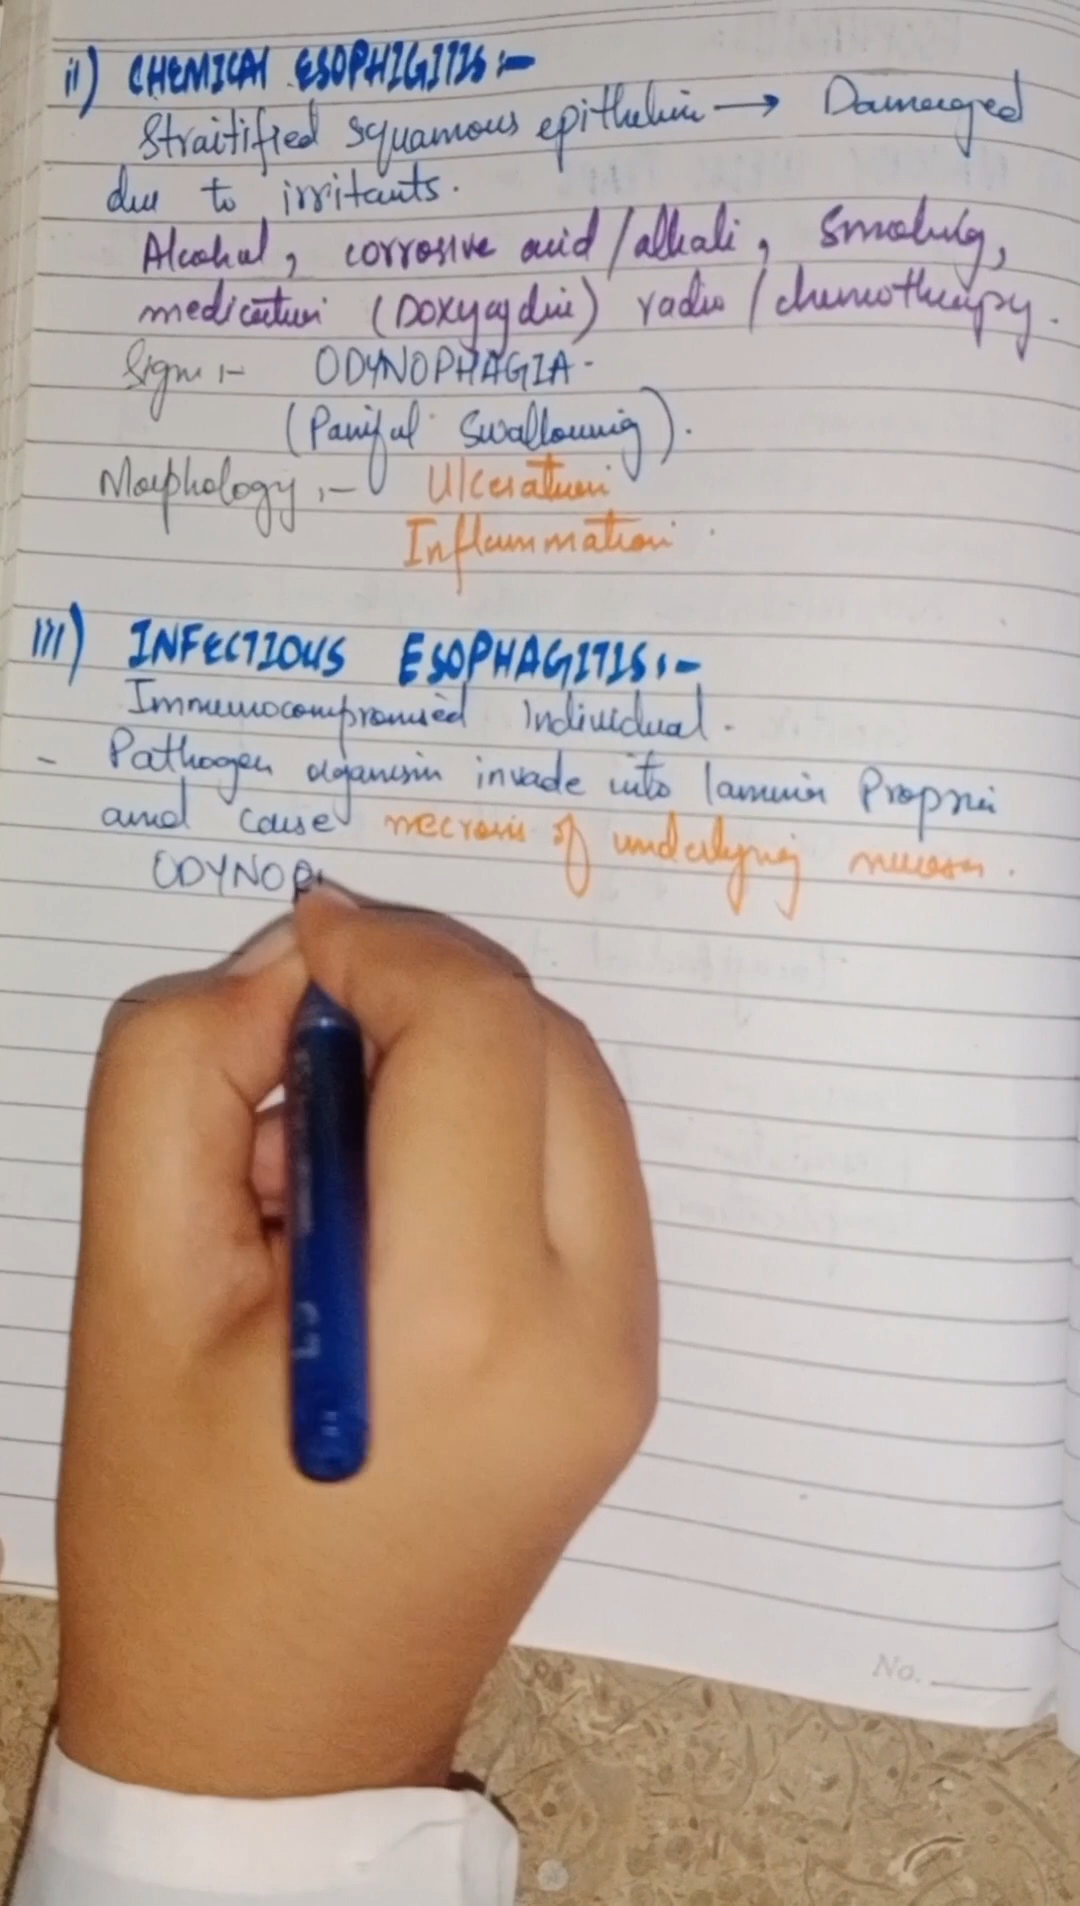 ii) CHEMICAL ESOPHIGITIS :-
Straitified squamous epithelium → Damaged
due to irritants.
Alcohol, corrosive acid / alkali, smoking,
medication (Doxycycline) radio / chemotherapy.
Sign :- ODYNOPHAGIA -
(Painful Swallowing).
Morphology :- Ulceration
Inflammation.
iii) INFECTIOUS ESOPHAGITIS :-
Immunocompromised Individual.
- Pathogen organism invade into lamina Propria
and cause necrosis of underlying mucosa.
ODYNOP
No.